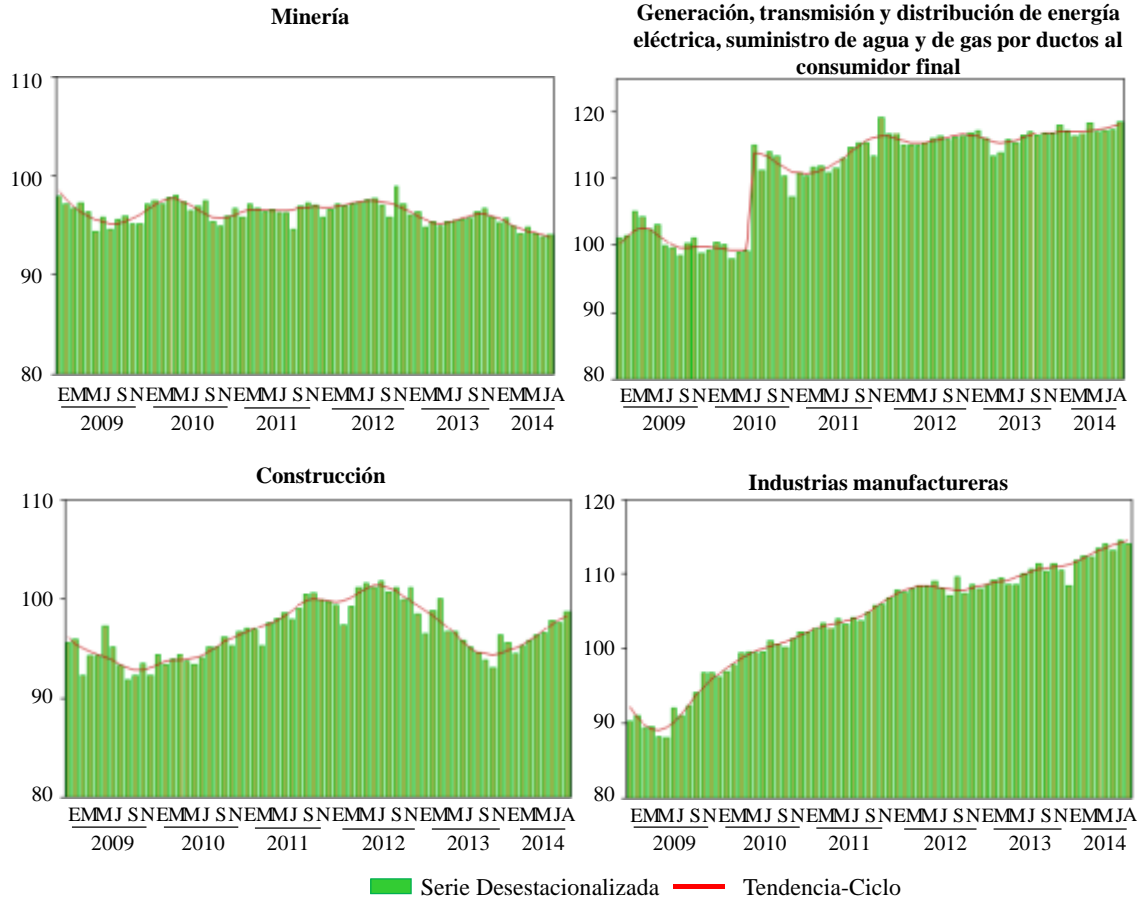 Minería
110
100
90
80
EMMJ SNEMMJ SNEMMJ SNEMMJ SNEMMJ SNEMMJA
2009 2010 2011 2012 2013 2014
Generación, transmisión y distribución de energía
eléctrica, suministro de agua y de gas por ductos al
consumidor final
120
110
100
90
80
EMMJ SNEMMJ SNEMMJ SNEMMJ SNEMMJ SNEMMJA
2009 2010 2011 2012 2013 2014
Construcción
110
100
90
80
EMMJ SNEMMJ SNEMMJ SNEMMJ SNEMMJ SNEMMJA
2009 2010 2011 2012 2013 2014
Industrias manufactureras
120
110
100
90
80
EMMJ SNEMMJ SNEMMJ SNEMMJ SNEMMJ SNEMMJA
2009 2010 2011 2012 2013 2014
Serie Desestacionalizada Tendencia-Ciclo